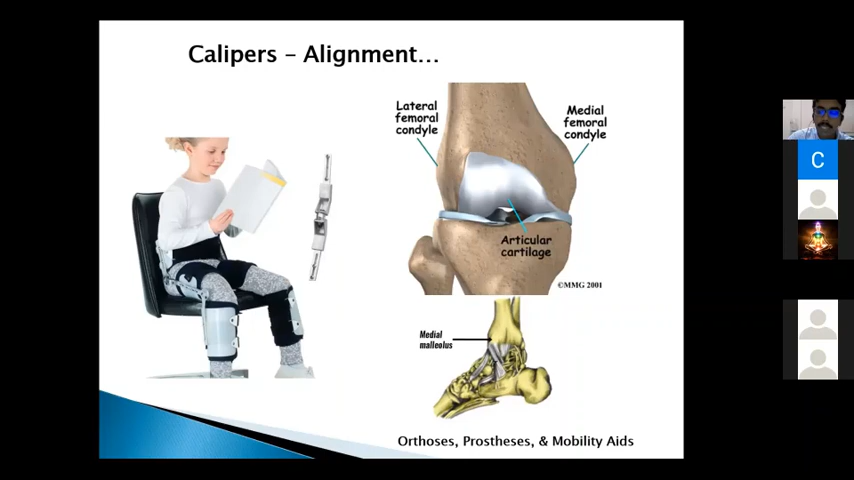 Calipers – Alignment...
Lateral
femoral
condyle
Medial
femoral
condyle
Articular
cartilage
©MMG 2001
Medial
malleolus
Orthoses, Prostheses, & Mobility Aids
C